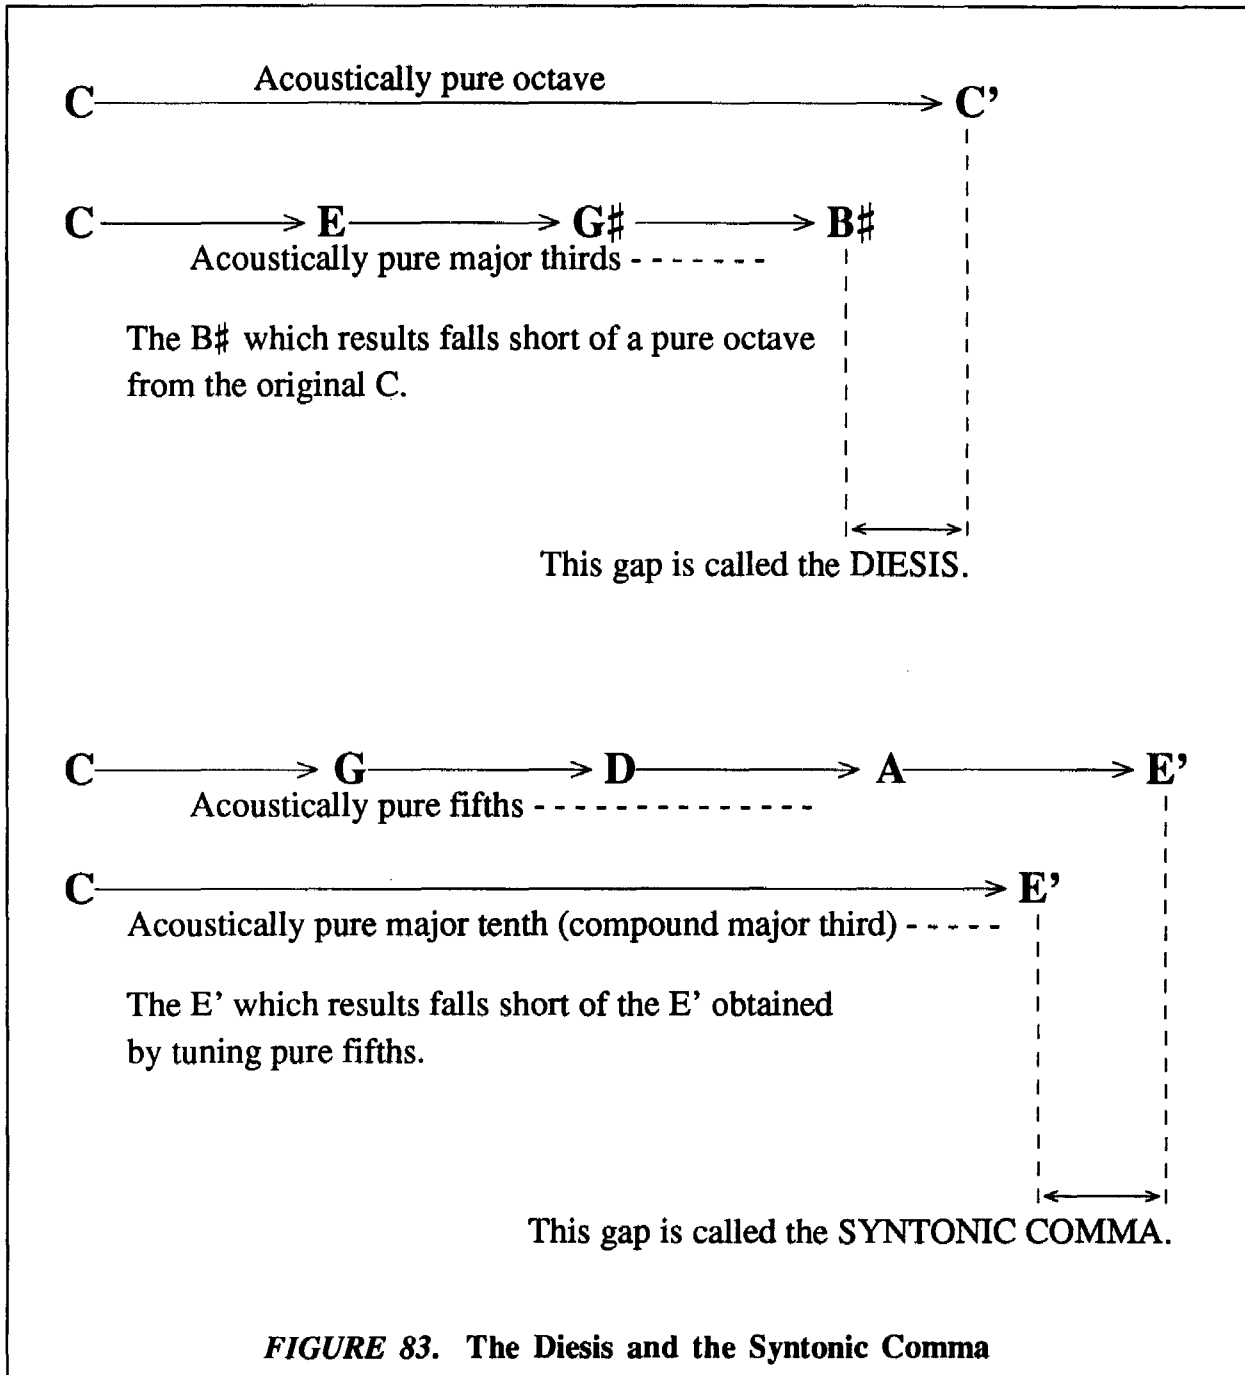 Acoustically pure octave
C C’
C E G♯ B♯
Acoustically pure major thirds - - - - - - -
The B♯ which results falls short of a pure octave
from the original C.
This gap is called the DIESIS.
C G D A E’
Acoustically pure fifths - - - - - - - - - - - - - -
C E’
Acoustically pure major tenth (compound major third) - - - - -
The E’ which results falls short of the E’ obtained
by tuning pure fifths.
This gap is called the SYNTONIC COMMA.
FIGURE 83. The Diesis and the Syntonic Comma